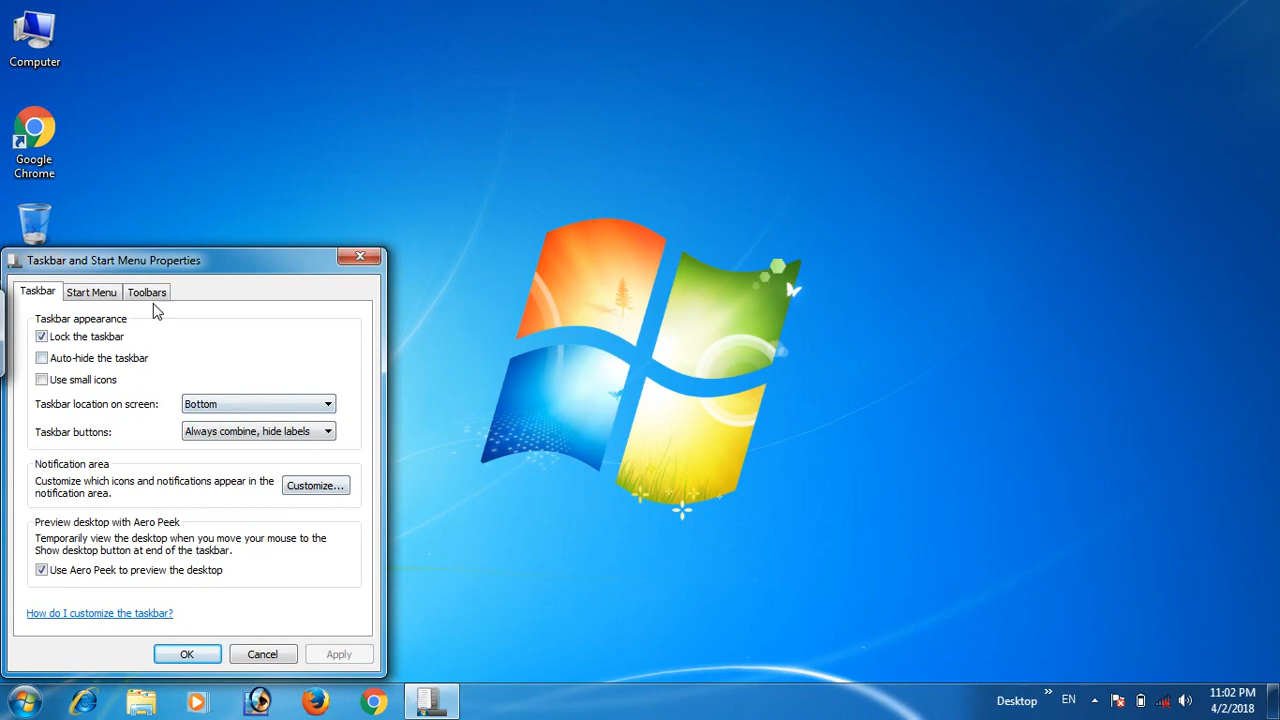 Computer
Google
Chrome
Taskbar and Start Menu Properties
Taskbar
Start Menu
Toolbars
Taskbar appearance
Lock the taskbar
Auto-hide the taskbar
Use small icons
Taskbar location on screen:
Bottom
Taskbar buttons:
Always combine, hide labels
Notification area
Customize which icons and notifications appear in the
notification area.
Customize...
Preview desktop with Aero Peek
Temporarily view the desktop when you move your mouse to the
Show desktop button at end of the taskbar.
Use Aero Peek to preview the desktop
How do I customize the taskbar?
OK
Cancel
Apply
Desktop
»
EN
11:02 PM
4/2/2018